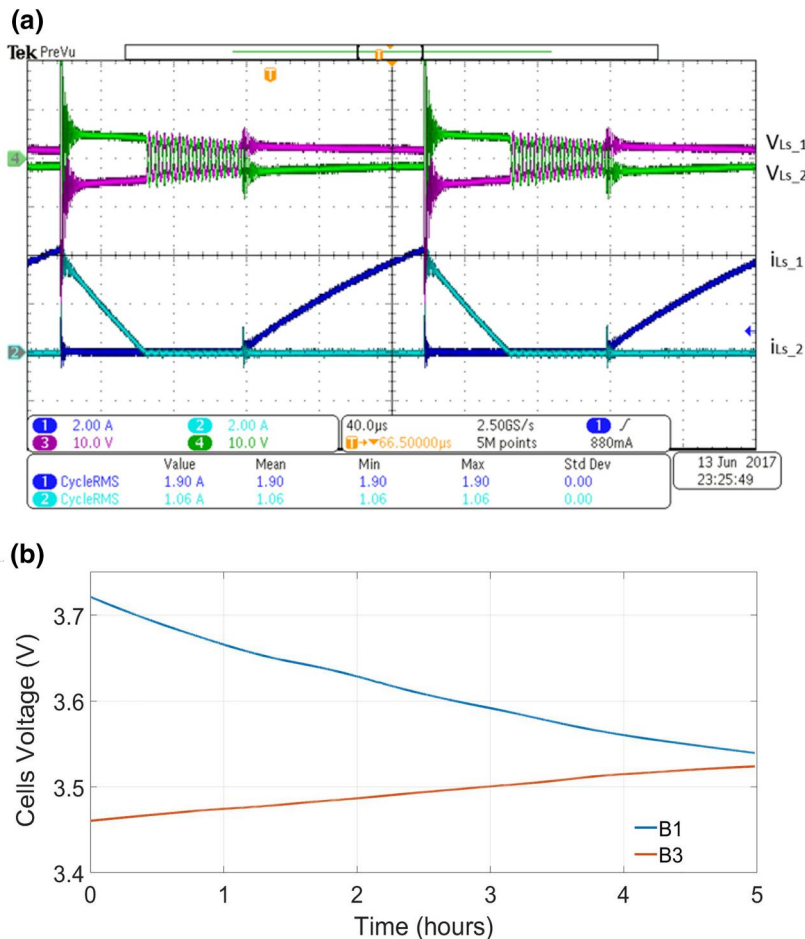 (a)
Tek PreVu
T
T
4
VLs_1
VLs_2
iLs_1
2
iLs_2
1 2.00 A 2 2.00 A
3 10.0 V 4 10.0 V
40.0µs 2.50GS/s 1
T→▼66.50000µs 5M points 880mA
Value Mean Min Max Std Dev
1 CycleRMS 1.90 A 1.90 1.90 1.90 0.00
2 CycleRMS 1.06 A 1.06 1.06 1.06 0.00
13 Jun 2017
23:25:49
(b)
3.7
3.6
3.5
3.4
Cells Voltage (V)
B1
B3
0 1 2 3 4 5
Time (hours)